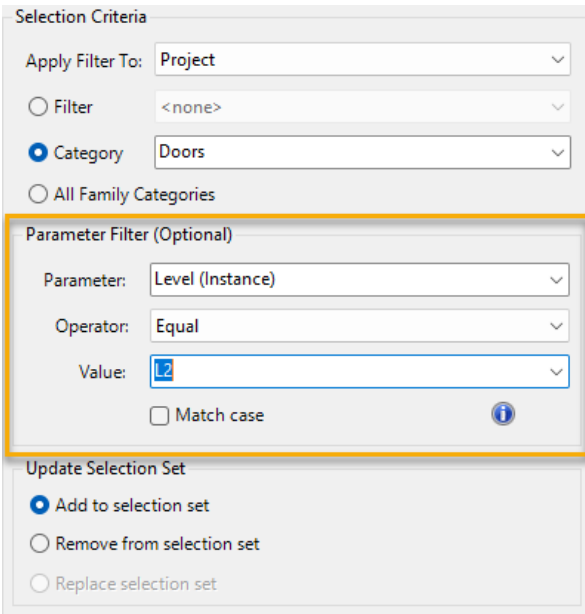 Selection Criteria
Apply Filter To: Project
Filter <none>
Category Doors
All Family Categories
Parameter Filter (Optional)
Parameter: Level (Instance)
Operator: Equal
Value: L2
Match case
Update Selection Set
Add to selection set
Remove from selection set
Replace selection set